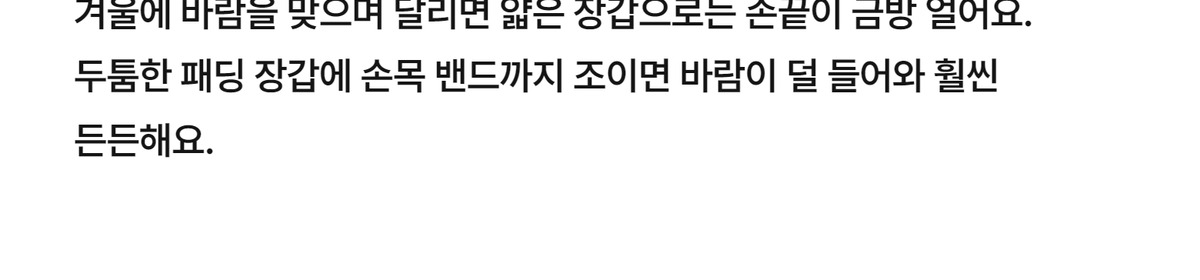 겨울에 바람을 맞으며 달리면 얇은 장갑으로는 손끝이 금방 얼어요.
두툼한 패딩 장갑에 손목 밴드까지 조이면 바람이 덜 들어와 훨씬
든든해요.